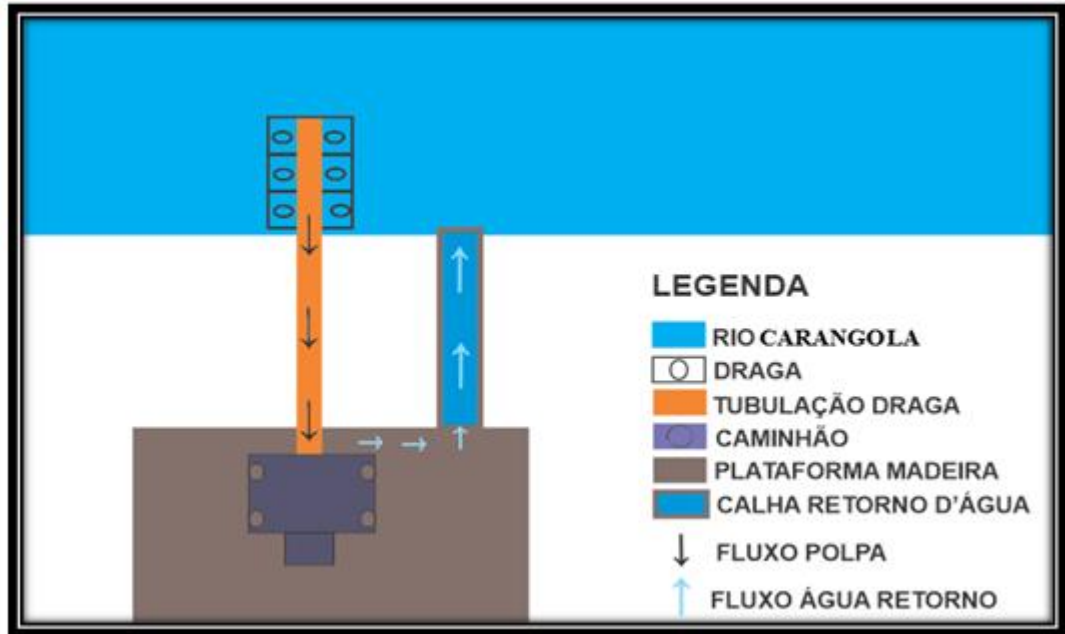 LEGENDA
RIO CARANGOLA
DRAGA
TUBULAÇÃO DRAGA
CAMINHÃO
PLATAFORMA MADEIRA
CALHA RETORNO D'ÁGUA
FLUXO POLPA
FLUXO ÁGUA RETORNO